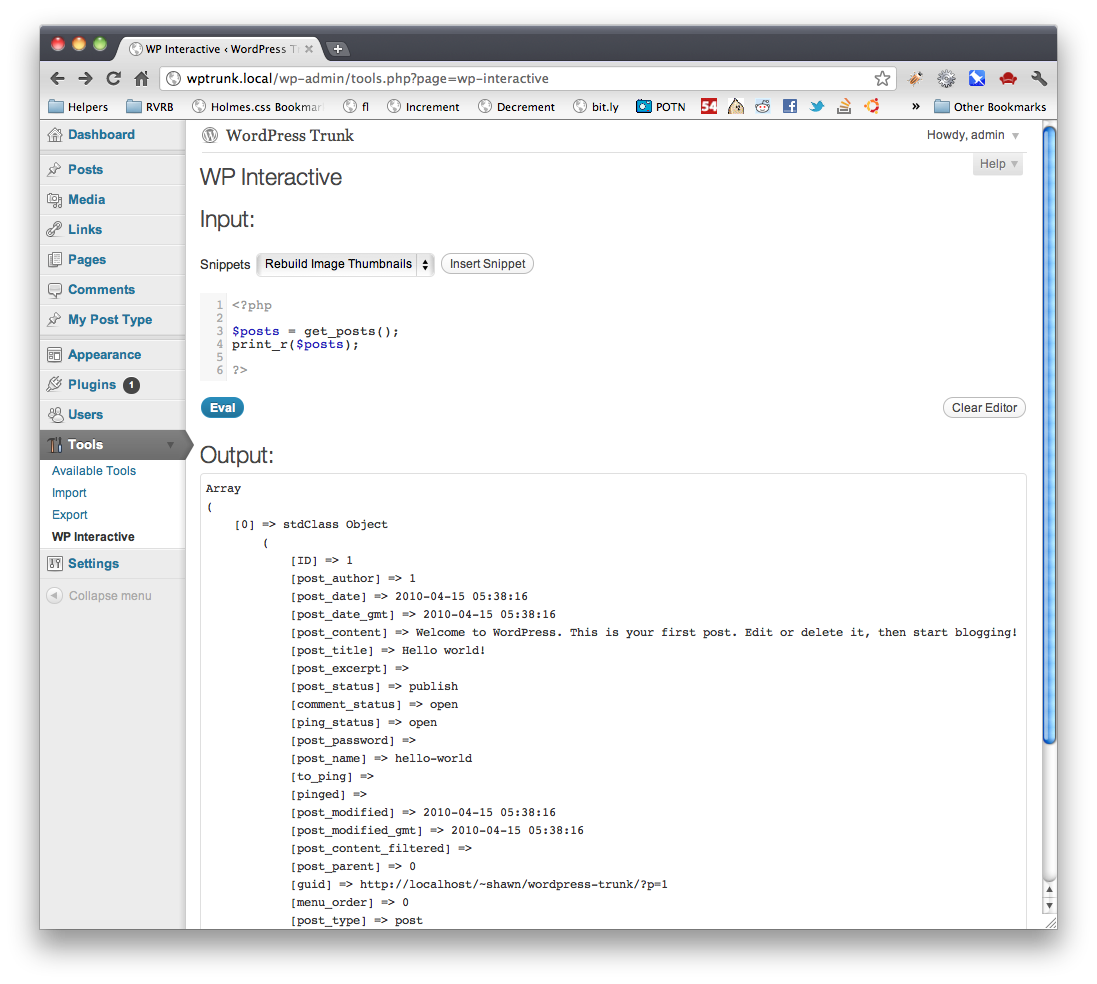 WP Interactive ‹ WordPress T
wptrunk.local/wp-admin/tools.php?page=wp-interactive
Helpers RVRB Holmes.css Bookmar fl Increment Decrement bit.ly POTN 54 » Other Bookmarks
Dashboard
Posts
Media
Links
Pages
Comments
My Post Type
Appearance
Plugins 1
Users
Tools
Available Tools
Import
Export
WP Interactive
Settings
Collapse menu
WordPress Trunk
Howdy, admin
Help
WP Interactive
Input:
Snippets Rebuild Image Thumbnails Insert Snippet
1 <?php
2
3 $posts = get_posts();
4 print_r($posts);
5
6 ?>
Eval Clear Editor
Output:
Array
(
[0] => stdClass Object
(
[ID] => 1
[post_author] => 1
[post_date] => 2010-04-15 05:38:16
[post_date_gmt] => 2010-04-15 05:38:16
[post_content] => Welcome to WordPress. This is your first post. Edit or delete it, then start blogging!
[post_title] => Hello world!
[post_excerpt] =>
[post_status] => publish
[comment_status] => open
[ping_status] => open
[post_password] =>
[post_name] => hello-world
[to_ping] =>
[pinged] =>
[post_modified] => 2010-04-15 05:38:16
[post_modified_gmt] => 2010-04-15 05:38:16
[post_content_filtered] =>
[post_parent] => 0
[guid] => http://localhost/~shawn/wordpress-trunk/?p=1
[menu_order] => 0
[post_type] => post